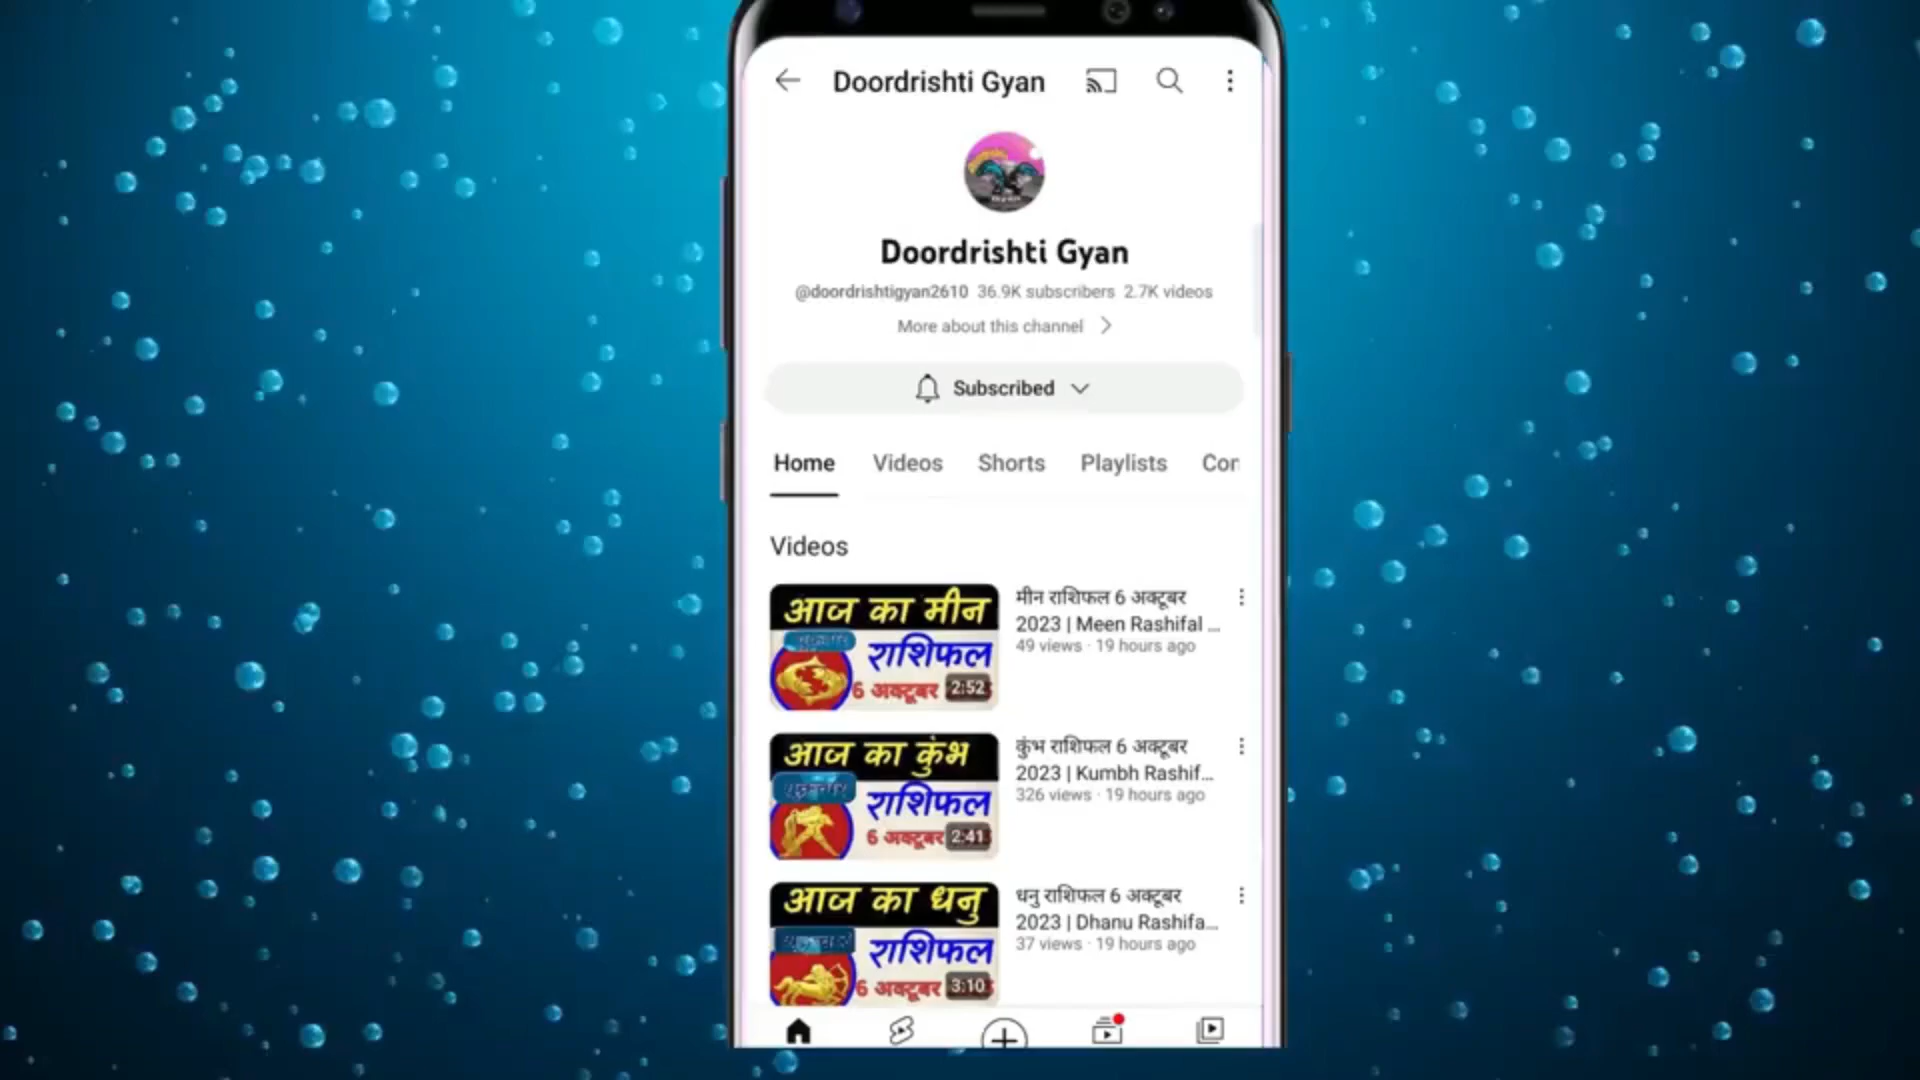 Doordrishti Gyan
Doordrishti Gyan
@doordrishtigyan2610 36.9K subscribers 2.7K videos
More about this channel
Subscribed
Home Videos Shorts Playlists Con
Videos
आज का मीन
राशिफल
6 अक्टूबर
2:52
मीन राशिफल 6 अक्टूबर
2023 | Meen Rashifal ...
49 views · 19 hours ago
आज का कुंभ
राशिफल
6 अक्टूबर
2:41
कुंभ राशिफल 6 अक्टूबर
2023 | Kumbh Rashif...
326 views · 19 hours ago
आज का धनु
राशिफल
6 अक्टूबर
3:10
धनु राशिफल 6 अक्टूबर
2023 | Dhanu Rashifa...
37 views · 19 hours ago